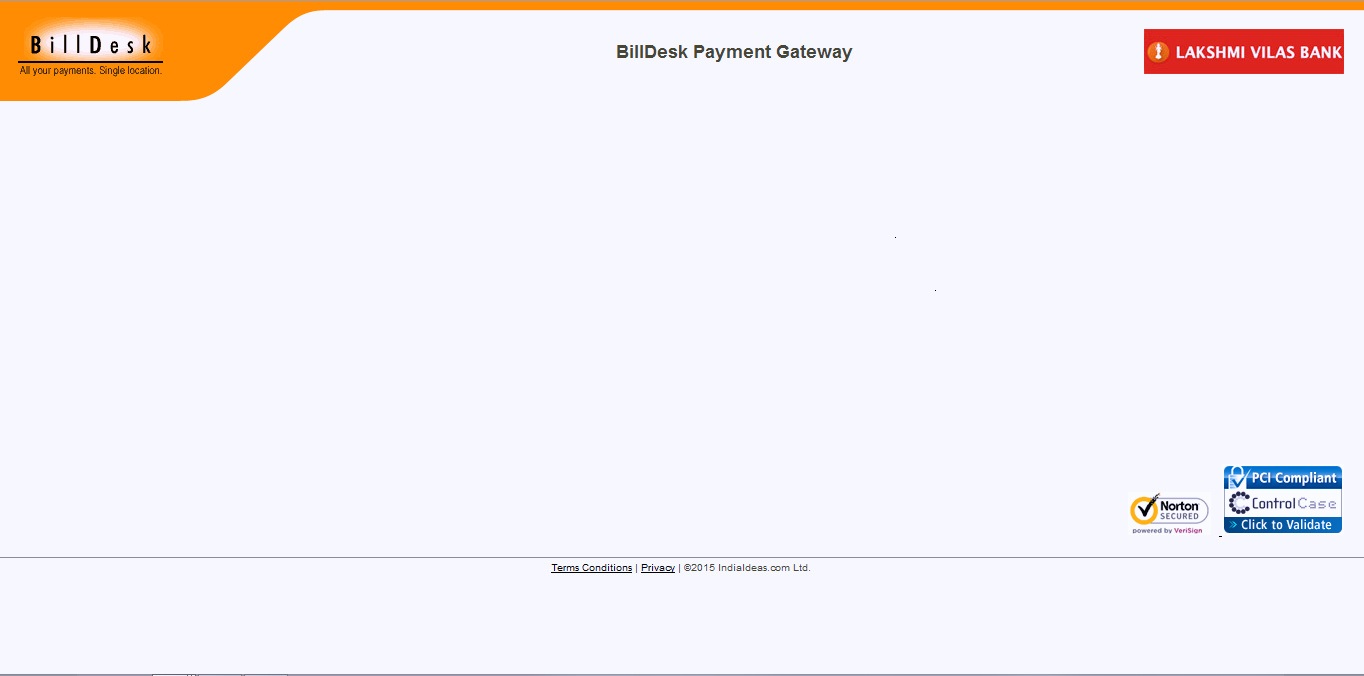 BillDesk
All your payments. Single location.
BillDesk Payment Gateway
LAKSHMI VILAS BANK
Norton
SECURED
powered by VeriSign
PCI Compliant
ControlCase
» Click to Validate
Terms Conditions | Privacy | ©2015 IndiaIdeas.com Ltd.